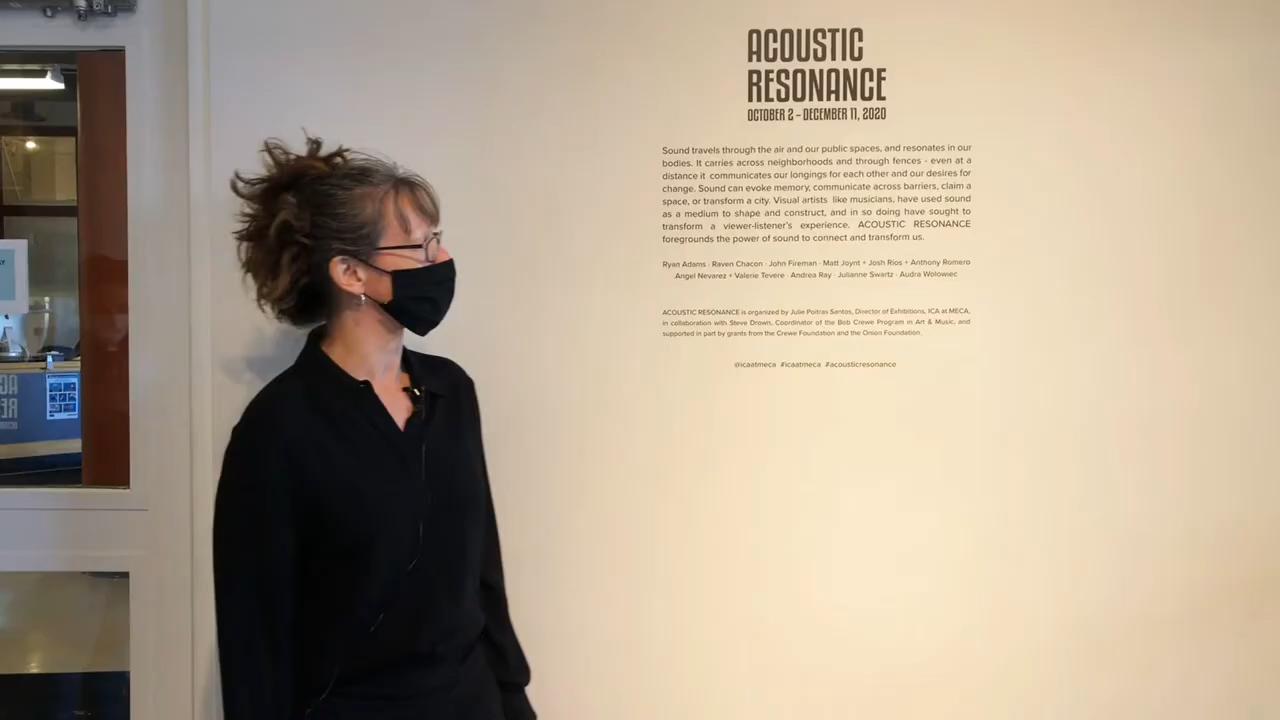 ACOUSTIC
RESONANCE
OCTOBER 2 – DECEMBER 11, 2020
Sound travels through the air and our public spaces, and resonates in our
bodies. It carries across neighborhoods and through fences - even at a
distance it communicates our longings for each other and our desires for
change. Sound can evoke memory, communicate across barriers, claim a
space, or transform a city. Visual artists like musicians, have used sound
as a medium to shape and construct, and in so doing have sought to
transform a viewer-listener's experience. ACOUSTIC RESONANCE
foregrounds the power of sound to connect and transform us.
Ryan Adams · Raven Chacon · John Fireman · Matt Joynt + Josh Rios + Anthony Romero
Angel Nevarez + Valerie Tevere · Andrea Ray · Julianne Swartz · Audra Wolowiec
ACOUSTIC RESONANCE is organized by Julie Poitras Santos, Director of Exhibitions, ICA at MECA,
in collaboration with Steve Drown, Coordinator of the Bob Crewe Program in Art & Music, and
supported in part by grants from the Crewe Foundation and the Onion Foundation.
@icaatmeca #icaatmeca #acousticresonance